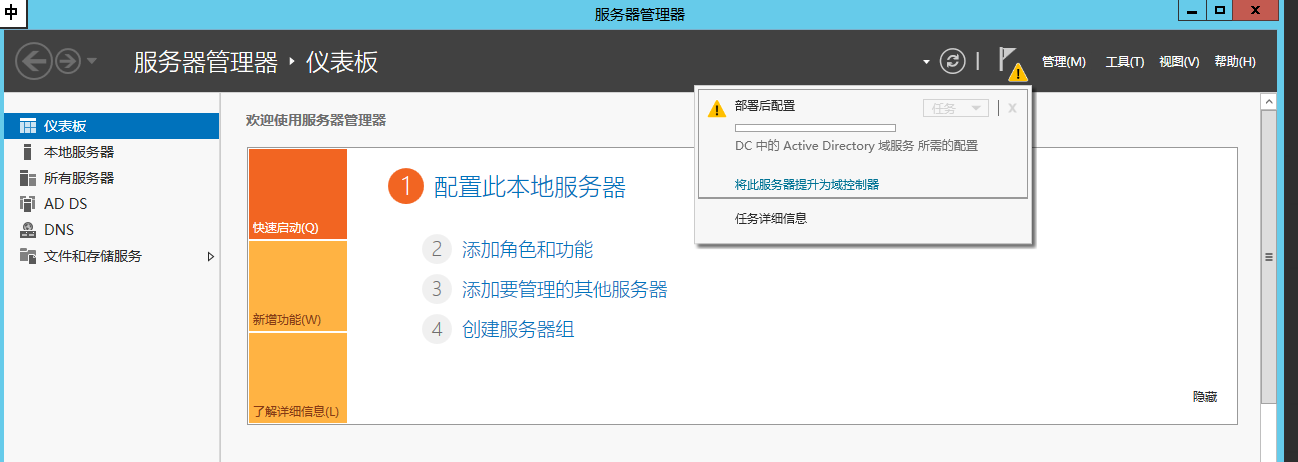 中
服务器管理器
服务器管理器 · 仪表板
管理(M) 工具(T) 视图(V) 帮助(H)
仪表板
本地服务器
所有服务器
AD DS
DNS
文件和存储服务
欢迎使用服务器管理器
快速启动(Q)
新增功能(W)
了解详细信息(L)
1 配置此本地服务器
2 添加角色和功能
3 添加要管理的其他服务器
4 创建服务器组
隐藏
部署后配置
任务
DC 中的 Active Directory 域服务 所需的配置
将此服务器提升为域控制器
任务详细信息